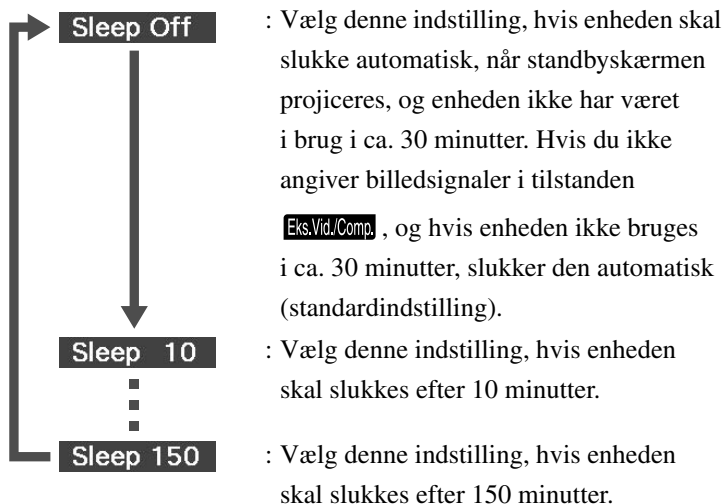 Sleep Off : Vælg denne indstilling, hvis enheden skal
slukke automatisk, når standbyskærmen
projiceres, og enheden ikke har været
i brug i ca. 30 minutter. Hvis du ikke
angiver billedsignaler i tilstanden
Eks.Vid./Comp. , og hvis enheden ikke bruges
i ca. 30 minutter, slukker den automatisk
(standardindstilling).
Sleep 10 : Vælg denne indstilling, hvis enheden
skal slukkes efter 10 minutter.
Sleep 150 : Vælg denne indstilling, hvis enheden
skal slukkes efter 150 minutter.